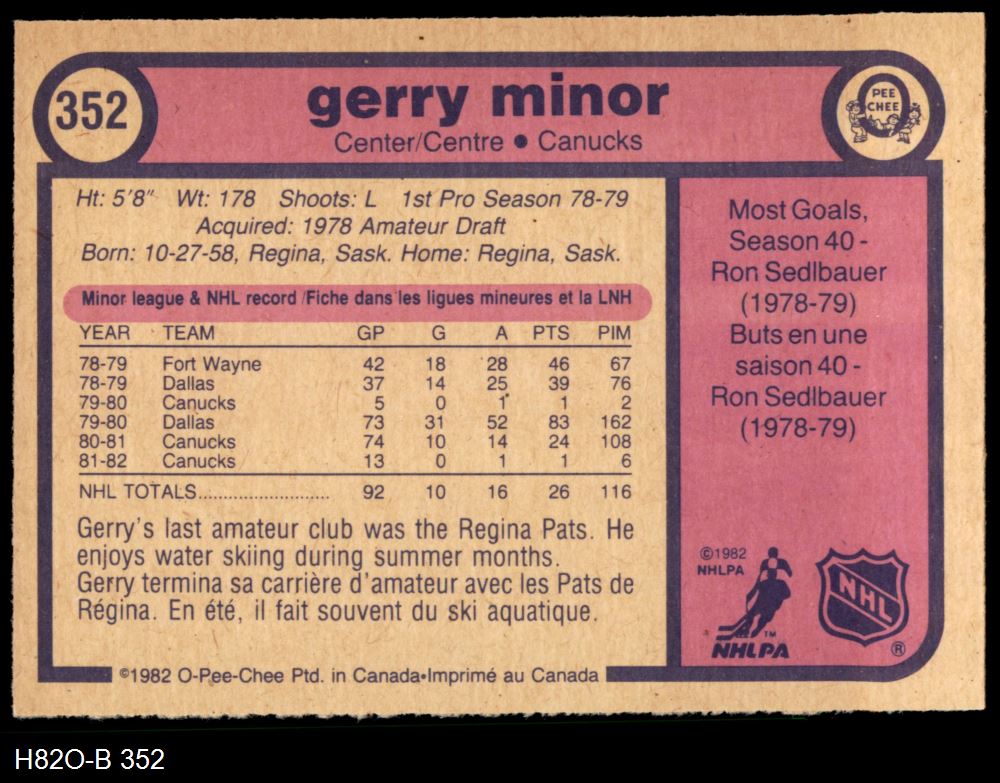 352
gerry minor
Center/Centre • Canucks
PEE
CHEE
Ht: 5'8" Wt: 178 Shoots: L 1st Pro Season 78-79
Acquired: 1978 Amateur Draft
Born: 10-27-58, Regina, Sask. Home: Regina, Sask.
Minor league & NHL record /Fiche dans les ligues mineures et la LNH
YEAR TEAM GP G A PTS PIM
78-79 Fort Wayne 42 18 28 46 67
78-79 Dallas 37 14 25 39 76
79-80 Canucks 5 0 1 1 2
79-80 Dallas 73 31 52 83 162
80-81 Canucks 74 10 14 24 108
81-82 Canucks 13 0 1 1 6
NHL TOTALS.......................... 92 10 16 26 116
Gerry's last amateur club was the Regina Pats. He
enjoys water skiing during summer months.
Gerry termina sa carrière d'amateur avec les Pats de
Régina. En été, il fait souvent du ski aquatique.
Most Goals,
Season 40 -
Ron Sedlbauer
(1978-79)
Buts en une
saison 40 -
Ron Sedlbauer
(1978-79)
©1982
NHLPA
TM
NHLPA
NHL
®
©1982 O-Pee-Chee Ptd. in Canada•Imprimé au Canada
H82O-B 352